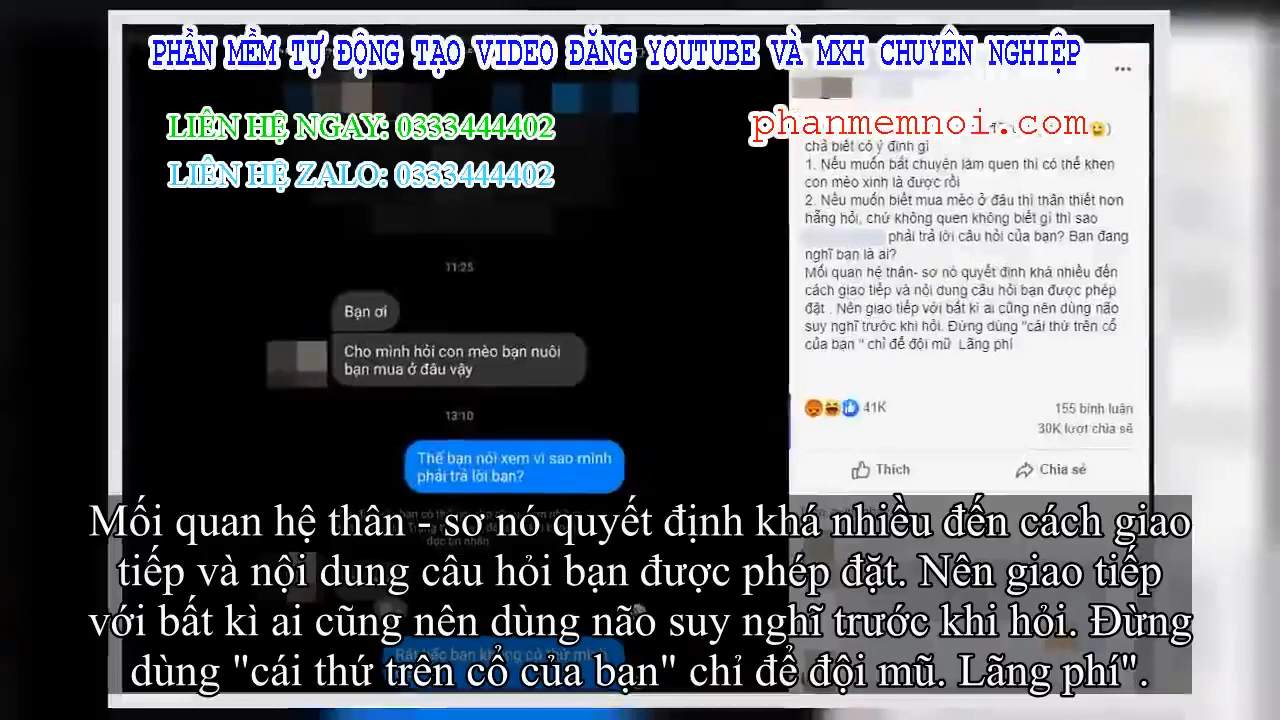 PHẦN MỀM TỰ ĐỘNG TẠO VIDEO ĐĂNG YOUTUBE VÀ MXH CHUYÊN NGHIỆP
LIÊN HỆ NGAY: 0333444402
phanmemnoi.com
LIÊN HỆ ZALO: 0333444402
11:25
Bạn ơi
Cho mình hỏi con mèo bạn nuôi
bạn mua ở đâu vậy
13:10
Thế bạn nói xem vì sao mình
phải trả lời bạn?
chả biết có ý định gì
1. Nếu muốn bắt chuyện làm quen thì có thể khen
con mèo xinh là được rồi
2. Nếu muốn biết mua mèo ở đâu thì thân thiết hơn
hẵng hỏi, chứ không quen không biết gì thì sao
phải trả lời câu hỏi của bạn? Bạn đang
nghĩ bạn là ai?
Mối quan hệ thân- sơ nó quyết định khá nhiều đến
cách giao tiếp và nội dung câu hỏi bạn được phép
đặt . Nên giao tiếp với bất kì ai cũng nên dùng não
suy nghĩ trước khi hỏi. Đừng dùng "cái thứ trên cổ
của bạn " chỉ để đội mũ Lãng phí
41K
155 bình luận
30K lượt chia sẻ
Thích
Chia sẻ
Mối quan hệ thân - sơ nó quyết định khá nhiều đến cách giao
tiếp và nội dung câu hỏi bạn được phép đặt. Nên giao tiếp
với bất kì ai cũng nên dùng não suy nghĩ trước khi hỏi. Đừng
dùng "cái thứ trên cổ của bạn" chỉ để đội mũ. Lãng phí".